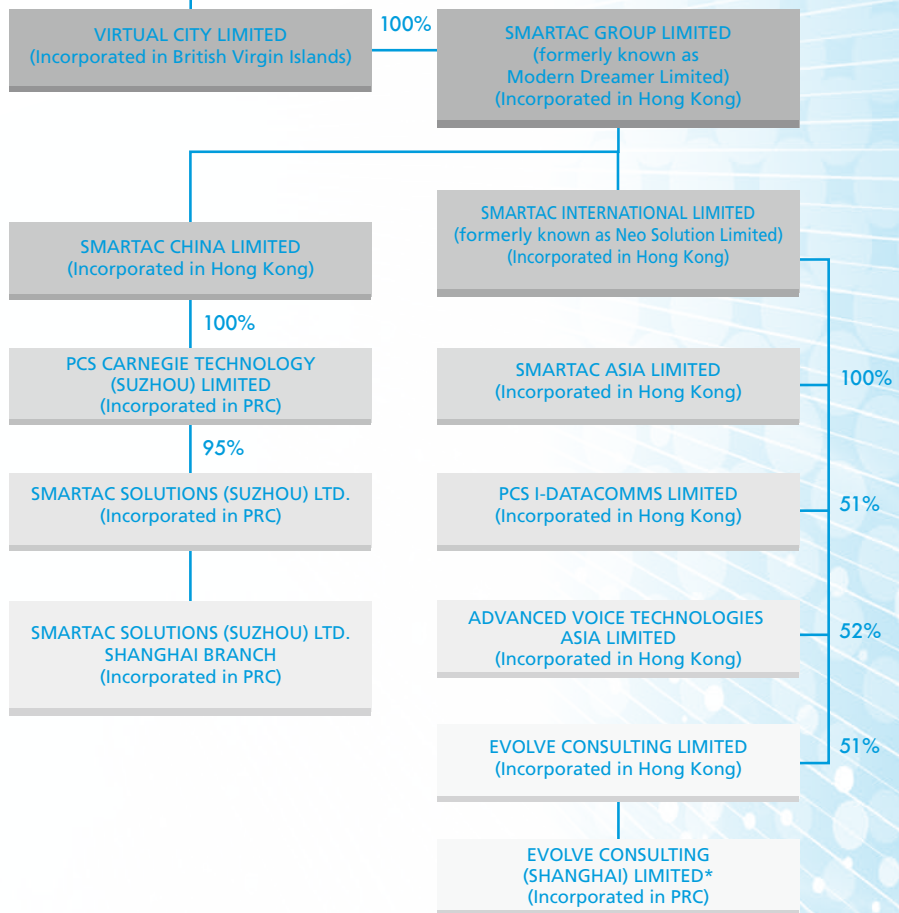 VIRTUAL CITY LIMITED
(Incorporated in British Virgin Islands)
100%
SMARTAC GROUP LIMITED
(formerly known as
Modern Dreamer Limited)
(Incorporated in Hong Kong)
SMARTAC CHINA LIMITED
(Incorporated in Hong Kong)
SMARTAC INTERNATIONAL LIMITED
(formerly known as Neo Solution Limited)
(Incorporated in Hong Kong)
100%
PCS CARNEGIE TECHNOLOGY
(SUZHOU) LIMITED
(Incorporated in PRC)
SMARTAC ASIA LIMITED
(Incorporated in Hong Kong)
100%
95%
SMARTAC SOLUTIONS (SUZHOU) LTD.
(Incorporated in PRC)
PCS I-DATACOMMS LIMITED
(Incorporated in Hong Kong)
51%
SMARTAC SOLUTIONS (SUZHOU) LTD.
SHANGHAI BRANCH
(Incorporated in PRC)
ADVANCED VOICE TECHNOLOGIES
ASIA LIMITED
(Incorporated in Hong Kong)
52%
EVOLVE CONSULTING LIMITED
(Incorporated in Hong Kong)
51%
EVOLVE CONSULTING
(SHANGHAI) LIMITED*
(Incorporated in PRC)